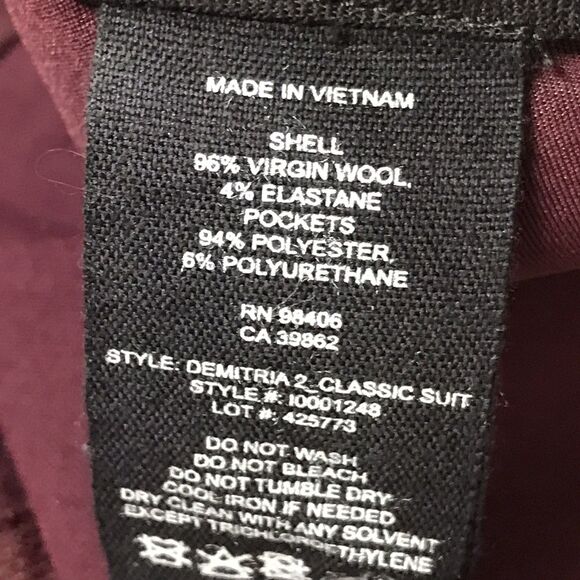 MADE IN VIETNAM
SHELL
96% VIRGIN WOOL,
4% ELASTANE
POCKETS
94% POLYESTER,
6% POLYURETHANE
RN 98406
CA 39862
STYLE: DEMITRIA 2_CLASSIC SUIT
STYLE #: I0001248
LOT #: 425773
DO NOT WASH
DO NOT BLEACH
DO NOT TUMBLE DRY
COOL IRON IF NEEDED
DRY CLEAN WITH ANY SOLVENT
EXCEPT TRICHLOROETHYLENE